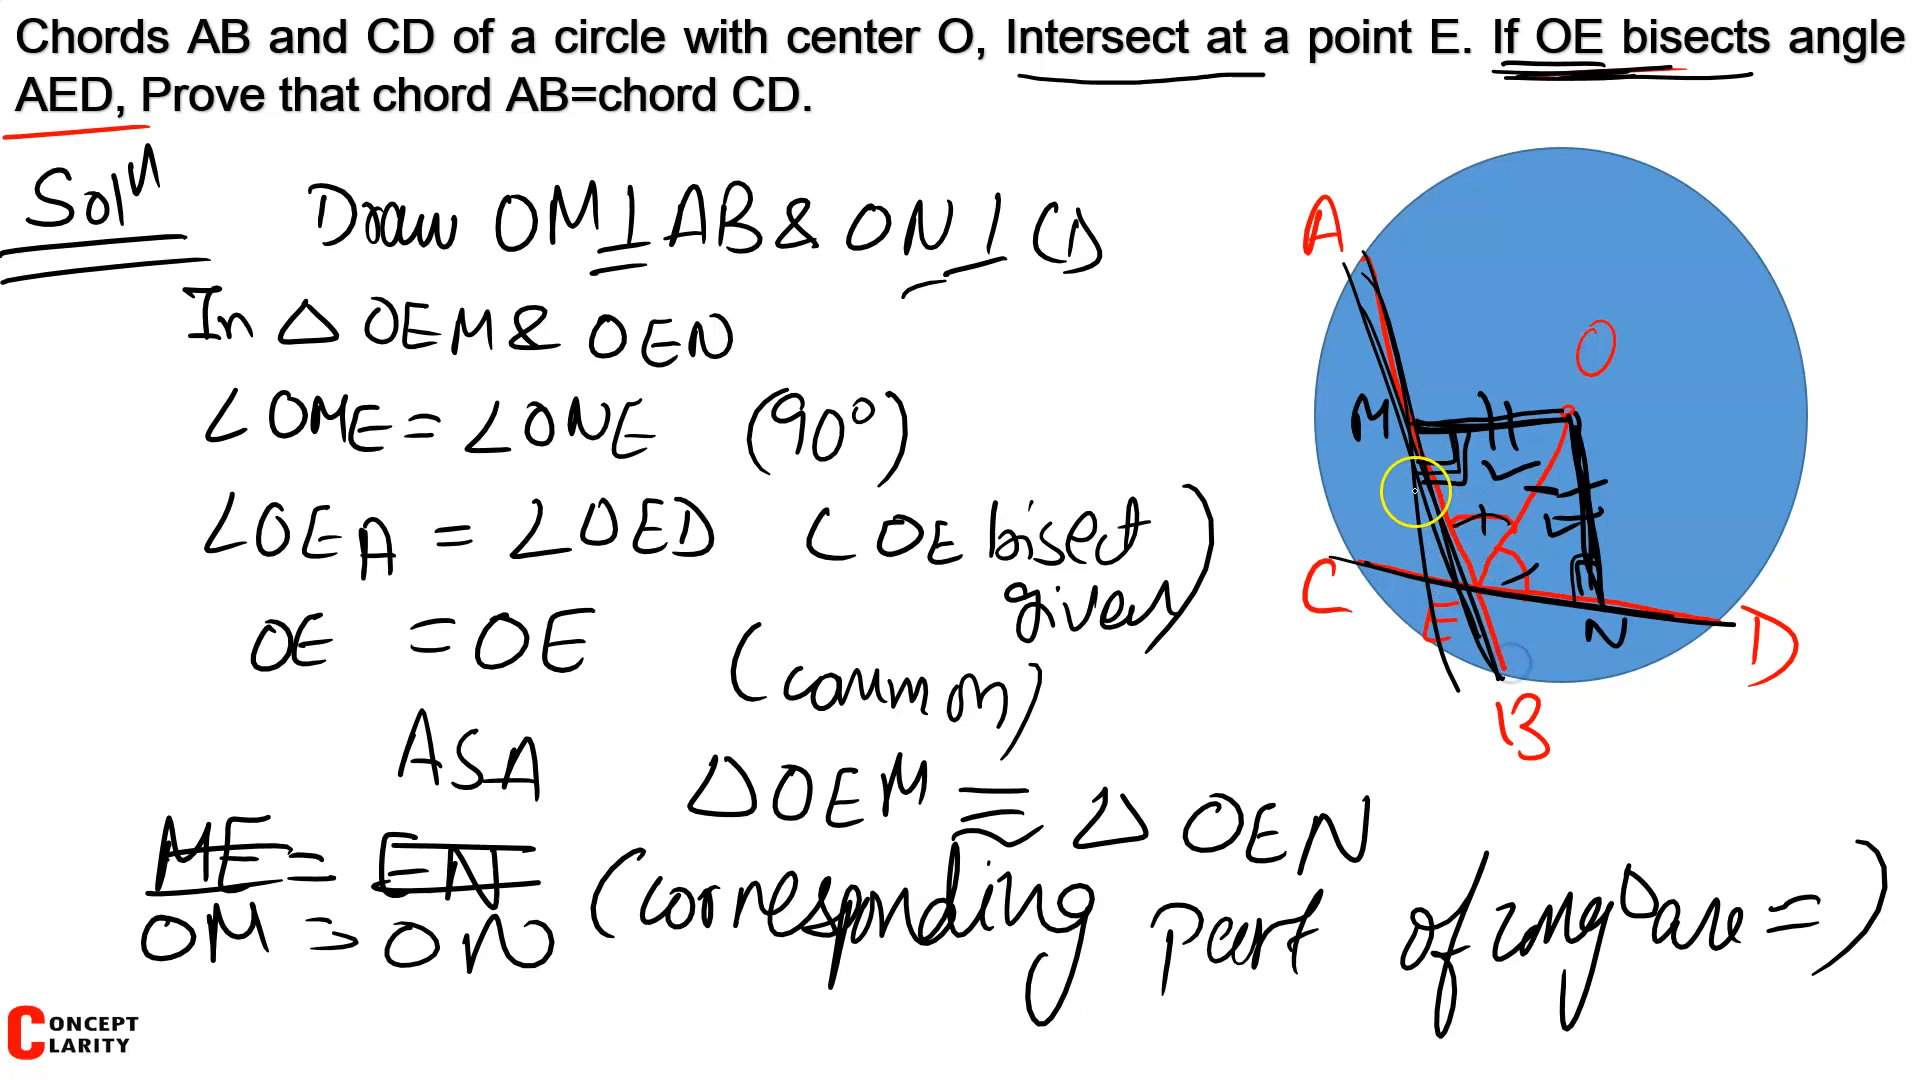 Chords AB and CD of a circle with center O, Intersect at a point E. If OE bisects angle
AED, Prove that chord AB=chord CD.
Solⁿ
Draw OM⊥AB & ON⊥CD
In △ OEM & OEN
∠OME = ∠ONE (90°)
∠OEA = ∠OED (OE bisect
given)
OE = OE (common)
ASA
△OEM ≅ △OEN
ME = EN
OM = ON (corresponding part of cong △ are =)
A
O
M
C
E
N
D
B
CONCEPT
CLARITY